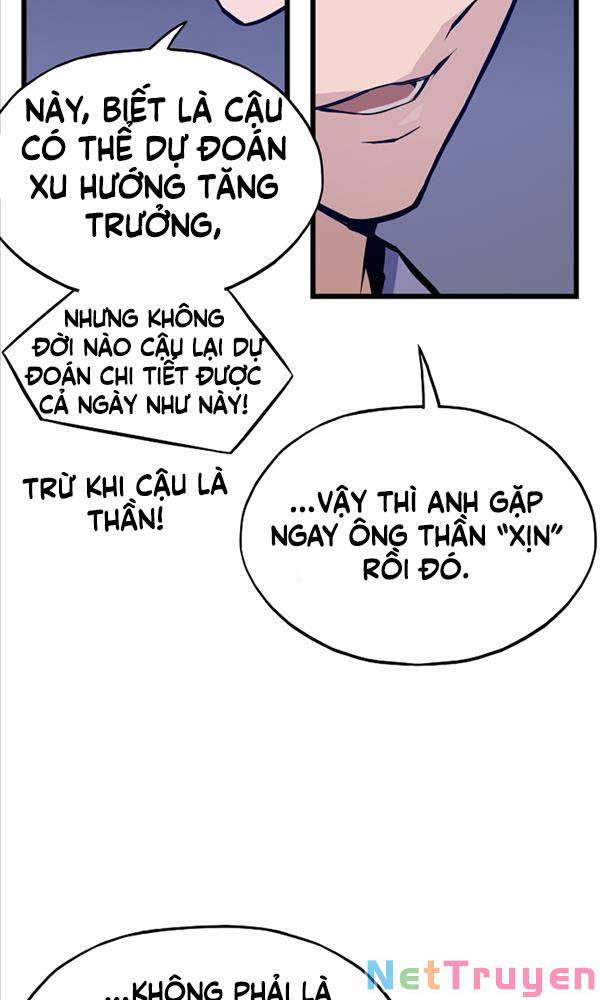 NÀY, BIẾT LÀ CẬU
CÓ THỂ DỰ ĐOÁN
XU HƯỚNG TĂNG
TRƯỞNG,
NHƯNG KHÔNG
ĐỜI NÀO CẬU LẠI DỰ
ĐOÁN CHI TIẾT ĐƯỢC
CẢ NGÀY NHƯ NÀY!
TRỪ KHI CẬU LÀ
THẦN!
...VẬY THÌ ANH GẶP
NGAY ÔNG THẦN "XỊN"
RỒI ĐÓ.
...KHÔNG PHẢI LÀ
NetTruyen